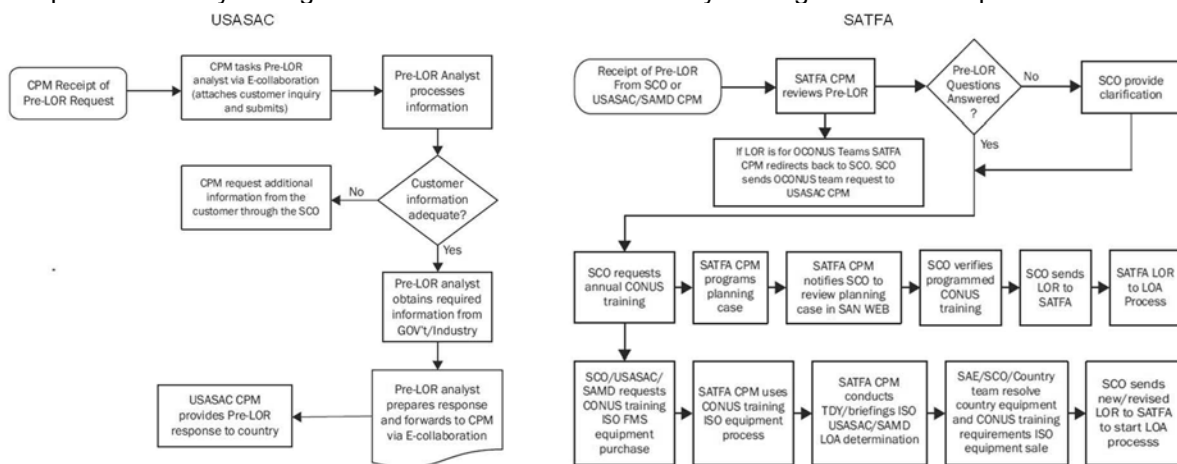 USASAC
CPM Receipt of
Pre-LOR Request
CPM tasks Pre-LOR
analyst via E-collaboration
(attaches customer inquiry
and submits)
Pre-LOR Analyst
processes
information
Customer
information
adequate?
No
CPM request additional
information from the
customer through the
SCO
Yes
Pre-LOR analyst
obtains required
information from
GOV't/Industry
Pre-LOR analyst
prepares response
and forwards to CPM
via E-collaboration
USASAC CPM
provides Pre-LOR
response to country
SATFA
Receipt of Pre-LOR
From SCO or
USASAC/SAMD CPM
SATFA CPM
reviews Pre-LOR
If LOR is for OCONUS Teams SATFA
CPM redirects back to SCO. SCO
sends OCONUS team request to
USASAC CPM
Pre-LOR
Questions
Answered
?
No
SCO provide
clarification
Yes
SCO requests
annual CONUS
training
SATFA CPM
programs
planning
case
SATFA CPM
notifies SCO to
review planning
case in SAN WEB
SCO verifies
programmed
CONUS
training
SCO sends
LOR to
SATFA
SATFA LOR
to LOA
Process
SCO/USASAC/
SAMD requests
CONUS training
ISO FMS
equipment
purchase
SATFA CPM uses
CONUS training
ISO equipment
process
SATFA CPM
conducts
TDY/briefings ISO
USASAC/SAMD
LOA determination
SAE/SCO/Country
team resolve
country equipment
and CONUS training
requirements ISO
equipment sale
SCO sends
new/revised
LOR to SATFA
to start LOA
processs